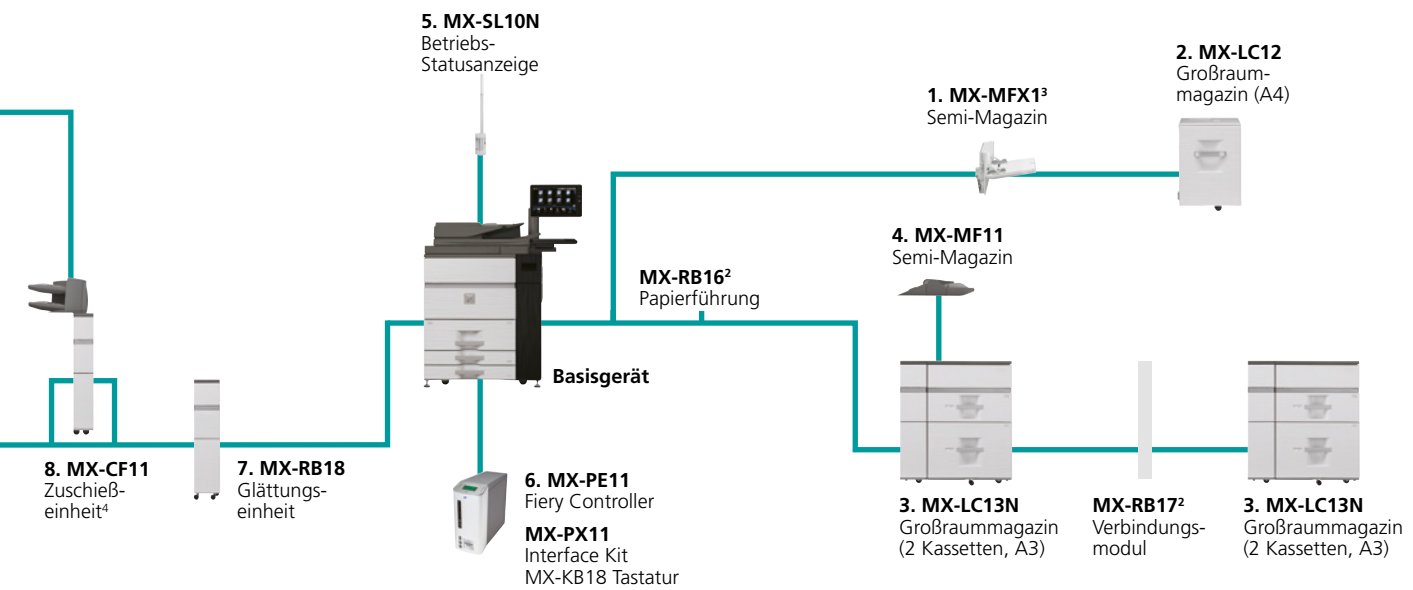 5. MX-SL10N
Betriebs-
Statusanzeige
2. MX-LC12
Großraum-
magazin (A4)
1. MX-MFX1³
Semi-Magazin
4. MX-MF11
Semi-Magazin
MX-RB16²
Papierführung
Basisgerät
8. MX-CF11
Zuschieß-
einheit⁴
7. MX-RB18
Glättungs-
einheit
6. MX-PE11
Fiery Controller
MX-PX11
Interface Kit
MX-KB18 Tastatur
3. MX-LC13N
Großraummagazin
(2 Kassetten, A3)
MX-RB17²
Verbindungs-
modul
3. MX-LC13N
Großraummagazin
(2 Kassetten, A3)